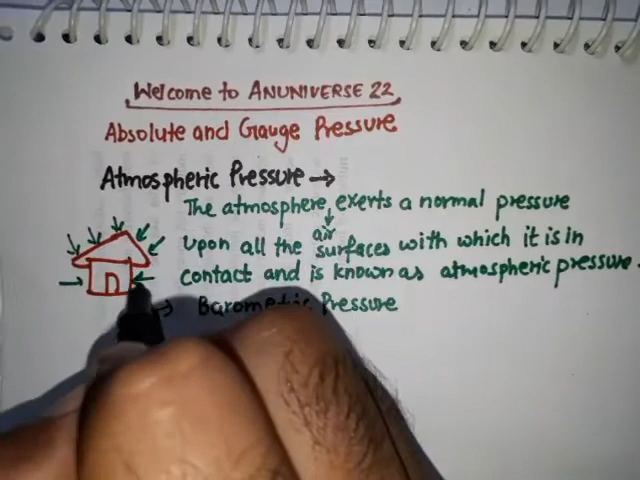 Welcome to ANUNIVERSE 22
Absolute and Gauge Pressure
Atmospheric Pressure →
The atmosphere, exerts a normal pressure
air
upon all the surfaces with which it is in
contact and is known as atmospheric pressure.
→ Barometric Pressure